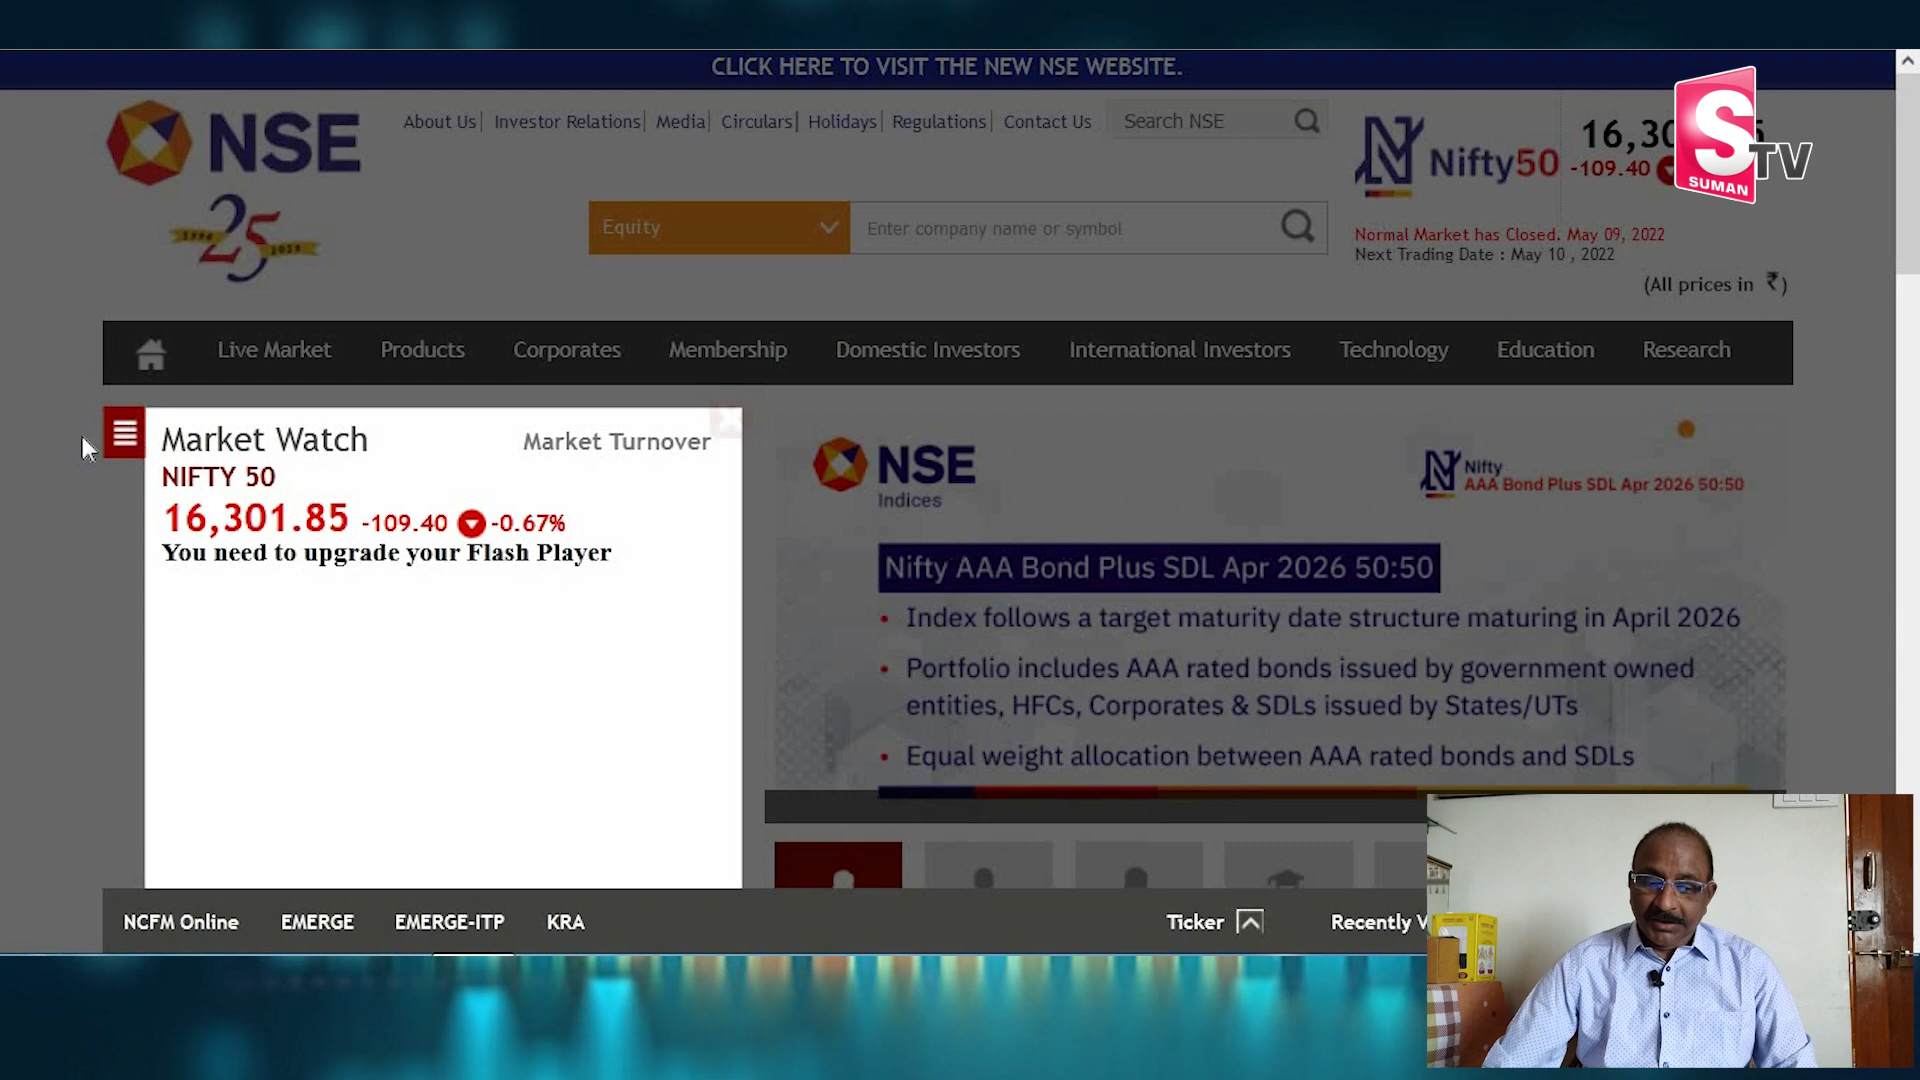 CLICK HERE TO VISIT THE NEW NSE WEBSITE.
NSE
1994 25 2019
About Us | Investor Relations | Media | Circulars | Holidays | Regulations | Contact Us
Search NSE
Equity
Enter company name or symbol
Nifty50
16,30
-109.40
Normal Market has Closed. May 09, 2022
Next Trading Date : May 10 , 2022
(All prices in ₹)
S TV
SUMAN
Live Market Products Corporates Membership Domestic Investors International Investors Technology Education Research
Market Watch Market Turnover
NIFTY 50
16,301.85 -109.40 -0.67%
You need to upgrade your Flash Player
NSE
Indices
Nifty
AAA Bond Plus SDL Apr 2026 50:50
Nifty AAA Bond Plus SDL Apr 2026 50:50
• Index follows a target maturity date structure maturing in April 2026
• Portfolio includes AAA rated bonds issued by government owned
entities, HFCs, Corporates & SDLs issued by States/UTs
• Equal weight allocation between AAA rated bonds and SDLs
NCFM Online EMERGE EMERGE-ITP KRA Ticker Recently V